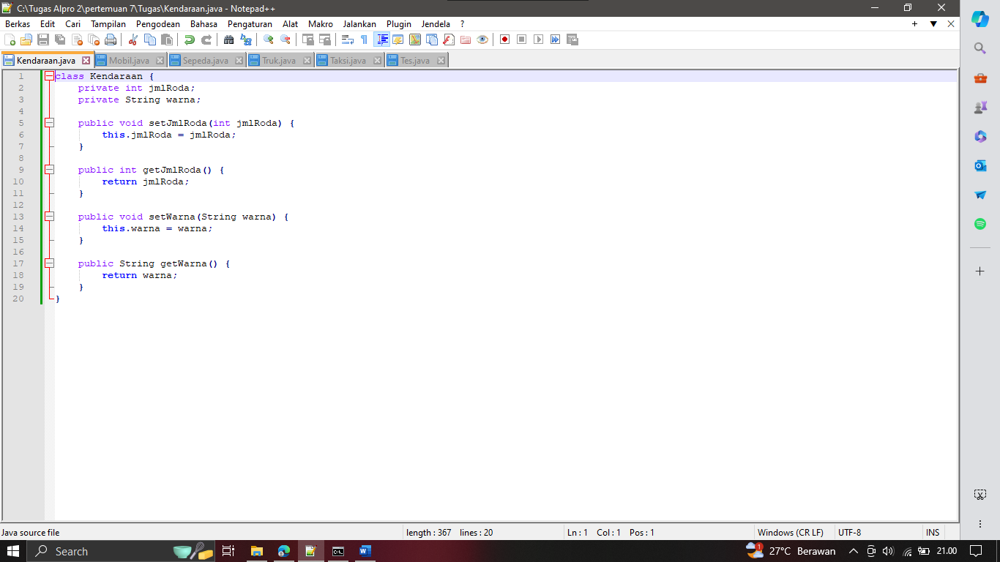 C:\Tugas Alpro 2\pertemuan 7\Tugas\Kendaraan.java - Notepad++
Berkas Edit Cari Tampilan Pengodean Bahasa Pengaturan Alat Makro Jalankan Plugin Jendela ?
Kendaraan.java Mobil.java Sepeda.java Truk.java Taksi.java Tes.java
1 class Kendaraan {
2 private int jmlRoda;
3 private String warna;
4
5 public void setJmlRoda(int jmlRoda) {
6 this.jmlRoda = jmlRoda;
7 }
8
9 public int getJmlRoda() {
10 return jmlRoda;
11 }
12
13 public void setWarna(String warna) {
14 this.warna = warna;
15 }
16
17 public String getWarna() {
18 return warna;
19 }
20 }
Java source file length : 367 lines : 20 Ln : 1 Col : 1 Pos : 1 Windows (CR LF) UTF-8 INS
Search 1 27°C Berawan 21.00